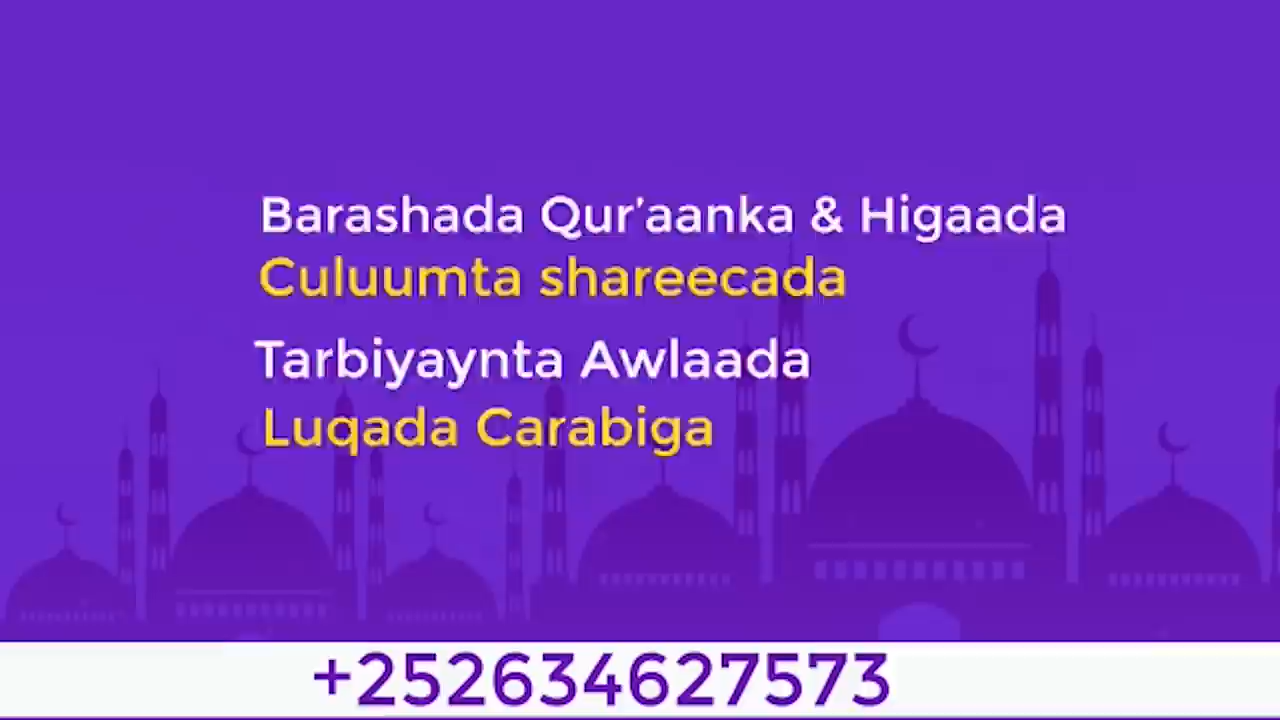 Barashada Qur'aanka & Higaada
Culuumta shareecada
Tarbiyaynta Awlaada
Luqada Carabiga
+252634627573